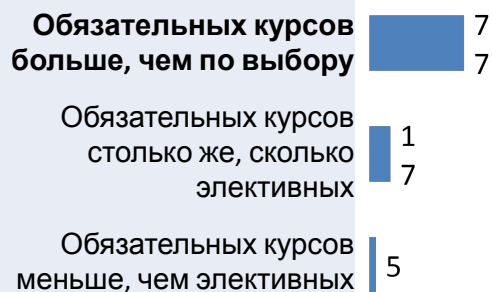 Обязательных курсов 7
больше, чем по выбору 7
Обязательных курсов
столько же, сколько 1
элективных 7
Обязательных курсов
меньше, чем элективных 5